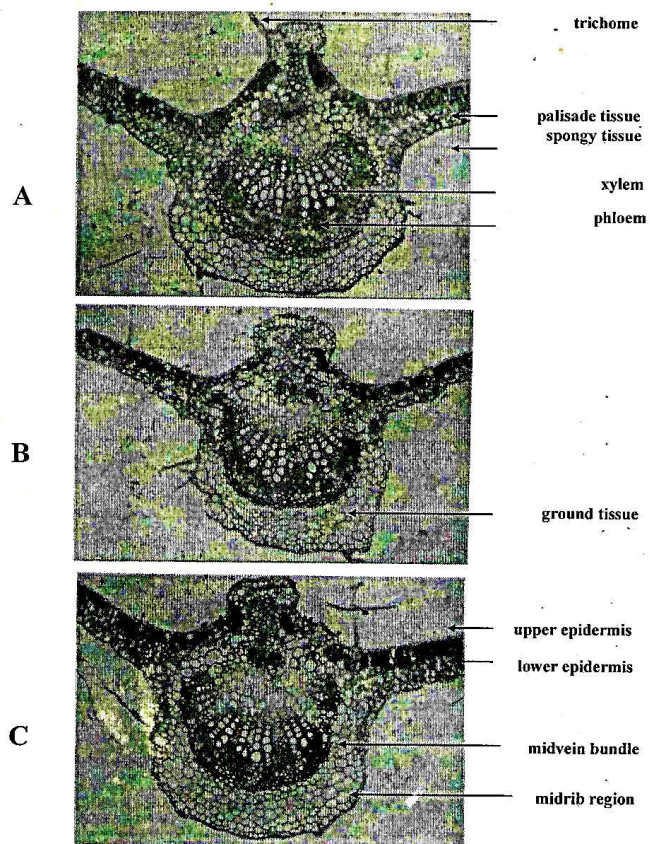 trichome
palisade tissue
spongy tissue
A
xylem
phloem
B
ground tissue
upper epidermis
lower epidermis
C
midvein bundle
midrib region